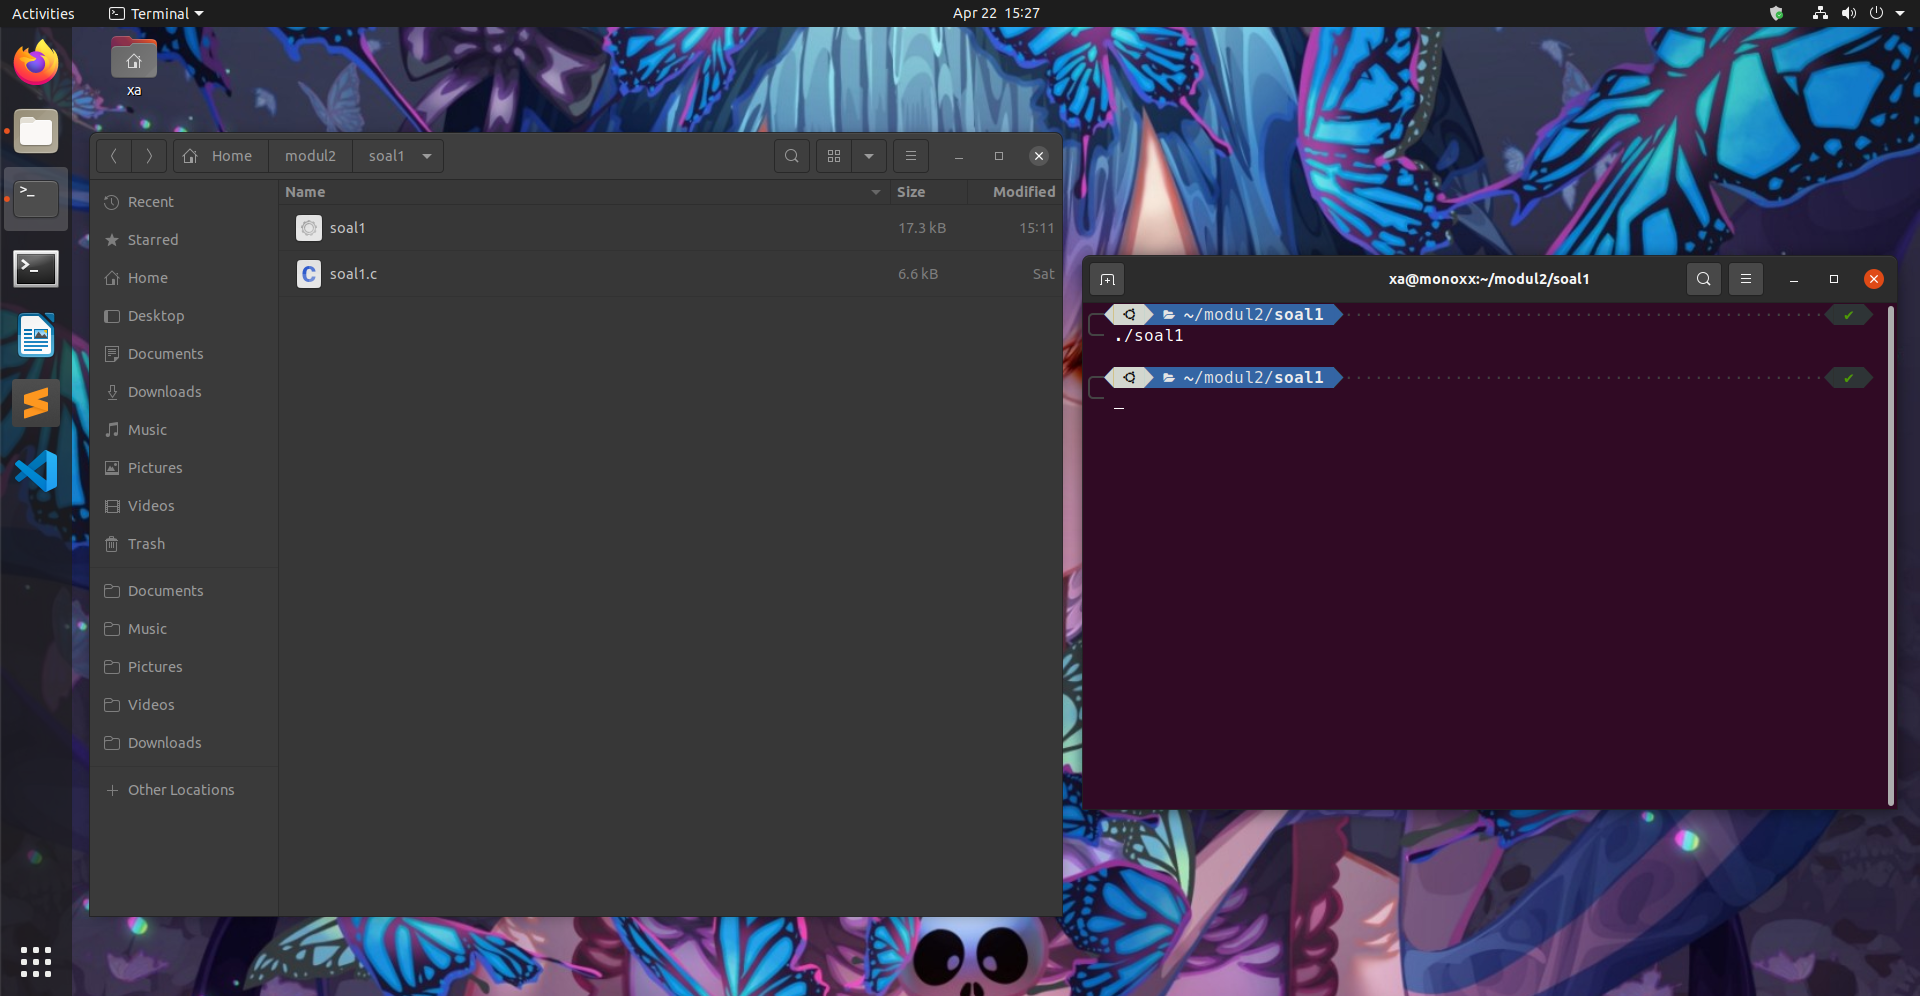 Activities
Terminal
Apr 22 15:27
xa
Home
modul2
soal1
Name
Size
Modified
Recent
Starred
Home
Desktop
Documents
Downloads
Music
Pictures
Videos
Trash
Documents
Music
Pictures
Videos
Downloads
+ Other Locations
soal1
17.3 kB
15:11
C
soal1.c
6.6 kB
Sat
xa@monoxx:~/modul2/soal1
~/modul2/soal1 ✔
./soal1
~/modul2/soal1 ✔
_